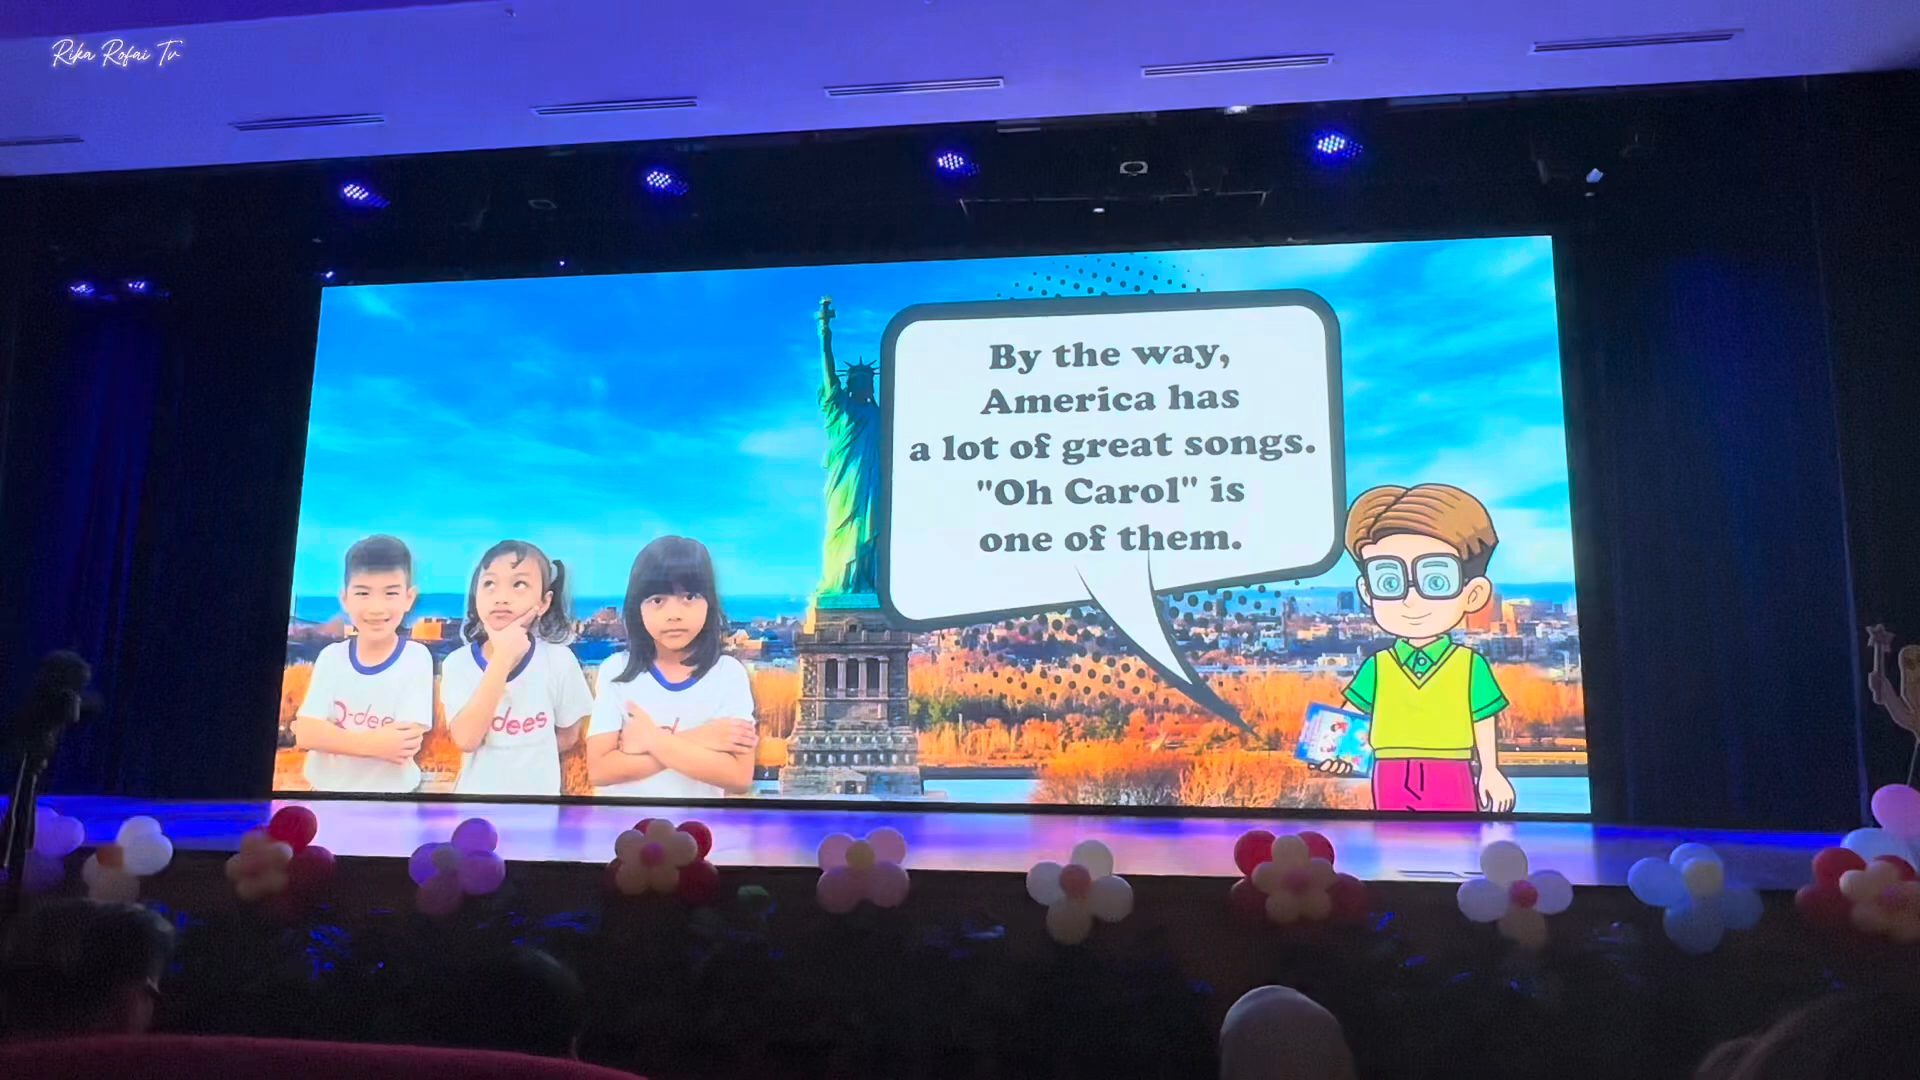 Rika Rofai Tv
By the way,
America has
a lot of great songs.
"Oh Carol" is
one of them.
Q-dees
dees
d